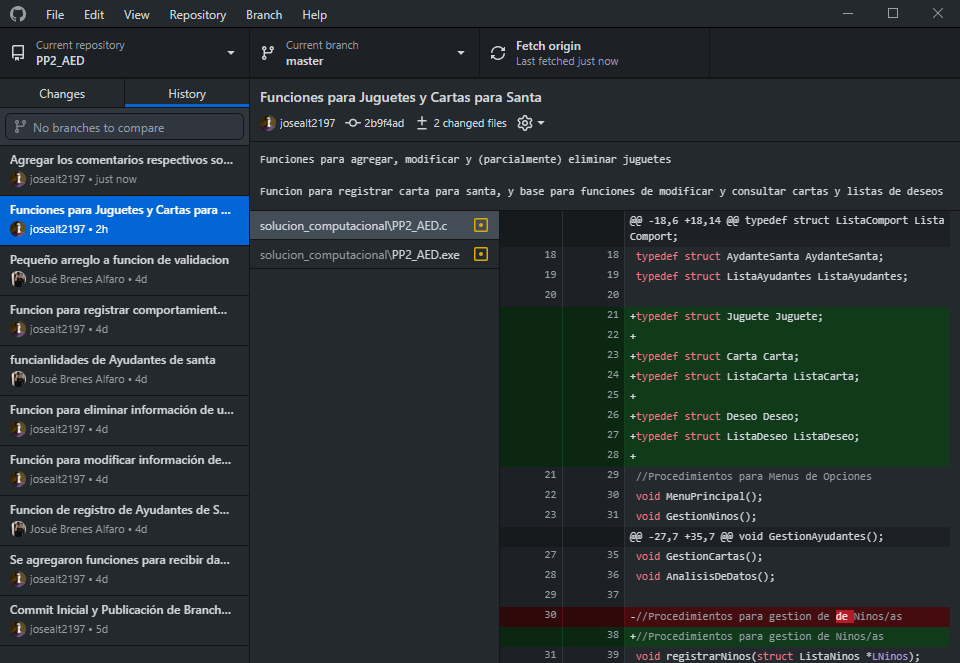 File Edit View Repository Branch Help
Current repository
PP2_AED
Current branch
master
Fetch origin
Last fetched just now
Changes
History
No branches to compare
Agregar los comentarios respectivos so...
josealt2197 • just now
Funciones para Juguetes y Cartas para ...
josealt2197 • 2h
Pequeño arreglo a funcion de validacion
Josué Brenes Alfaro • 4d
Funcion para registrar comportamient...
josealt2197 • 4d
funcianlidades de Ayudantes de santa
Josué Brenes Alfaro • 4d
Funcion para eliminar información de u...
josealt2197 • 4d
Función para modificar información de...
josealt2197 • 4d
Funcion de registro de Ayudantes de S...
Josué Brenes Alfaro • 4d
Se agregaron funciones para recibir da...
josealt2197 • 4d
Commit Inicial y Publicación de Branch...
josealt2197 • 5d
Funciones para Juguetes y Cartas para Santa
josealt2197 2b9f4ad 2 changed files
Funciones para agregar, modificar y (parcialmente) eliminar juguetes
Funcion para registrar carta para santa, y base para funciones de modificar y consultar cartas y listas de deseos
solucion_computacional\PP2_AED.c
solucion_computacional\PP2_AED.exe
@@ -18,6 +18,14 @@ typedef struct ListaComport Lista
Comport;
18 18 typedef struct AydanteSanta AydanteSanta;
19 19 typedef struct ListaAyudantes ListaAyudantes;
20 20
21 +typedef struct Juguete Juguete;
22 +
23 +typedef struct Carta Carta;
24 +typedef struct ListaCarta ListaCarta;
25 +
26 +typedef struct Deseo Deseo;
27 +typedef struct ListaDeseo ListaDeseo;
28 +
21 29 //Procedimientos para Menus de Opciones
22 30 void MenuPrincipal();
23 31 void GestionNinos();
@@ -27,7 +35,7 @@ void GestionAyudantes();
27 35 void GestionCartas();
28 36 void AnalisisDeDatos();
29 37
30 -//Procedimientos para gestion de de Ninos/as
38 +//Procedimientos para gestion de Ninos/as
31 39 void registrarNinos(struct ListaNinos *LNinos);